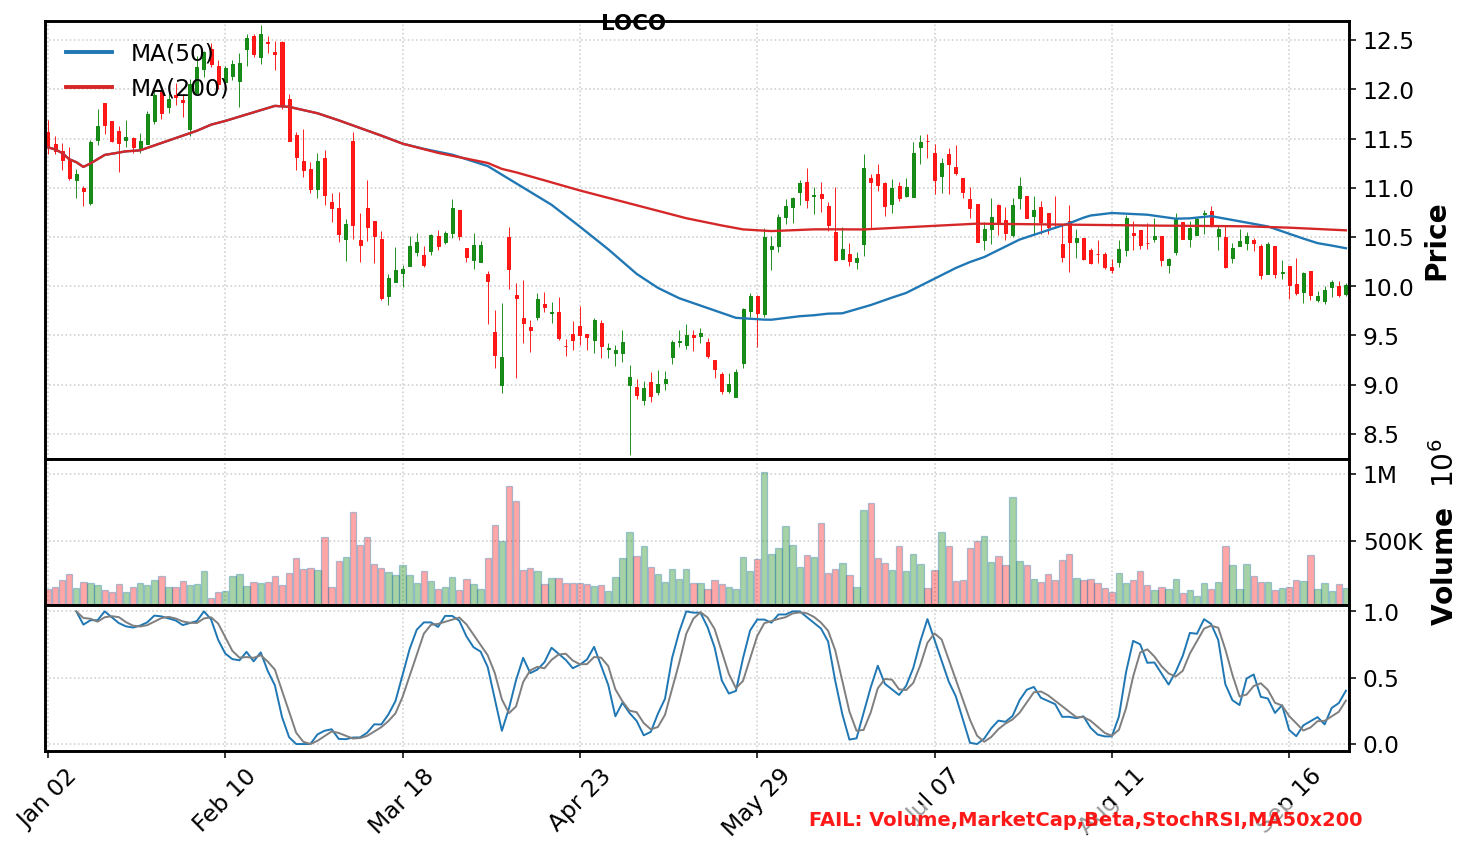 LOCO
MA(50)
MA(200)
12.5
12.0
11.5
11.0
10.5
10.0
9.5
9.0
8.5
Price
1M
500K
Volume 10^6
1.0
0.5
0.0
Jan 02
Feb 10
Mar 18
Apr 23
May 29
Jul 07
Aug 11
Sep 16
FAIL: Volume,MarketCap,Beta,StochRSI,MA50x200